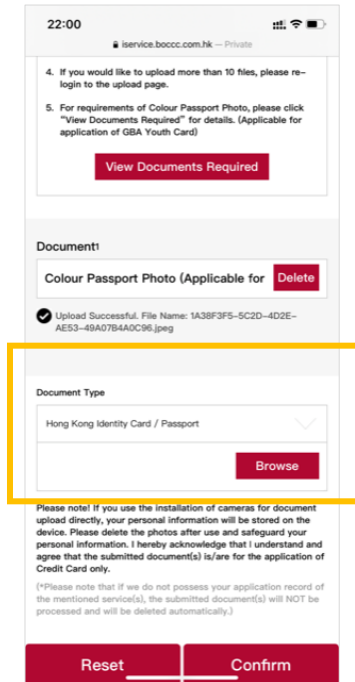 22:00
iservice.boccc.com.hk — Private
4. If you would like to upload more than 10 files, please re-
login to the upload page.
5. For requirements of Colour Passport Photo, please click
"View Documents Required" for details. (Applicable for
application of GBA Youth Card)
View Documents Required
Document1
Colour Passport Photo (Applicable for
Delete
Upload Successful. File Name: 1A38F3F5-5C2D-4D2E-
AE53-49A07B4A0C96.jpeg
Document Type
Hong Kong Identity Card / Passport
Browse
Please note! If you use the installation of cameras for document
upload directly, your personal information will be stored on the
device. Please delete the photos after use and safeguard your
personal information. I hereby acknowledge that I understand and
agree that the submitted document(s) is/are for the application of
Credit Card only.
(*Please note that if we do not possess your application record of
the mentioned service(s), the submitted document(s) will NOT be
processed and will be deleted automatically.)
Reset
Confirm